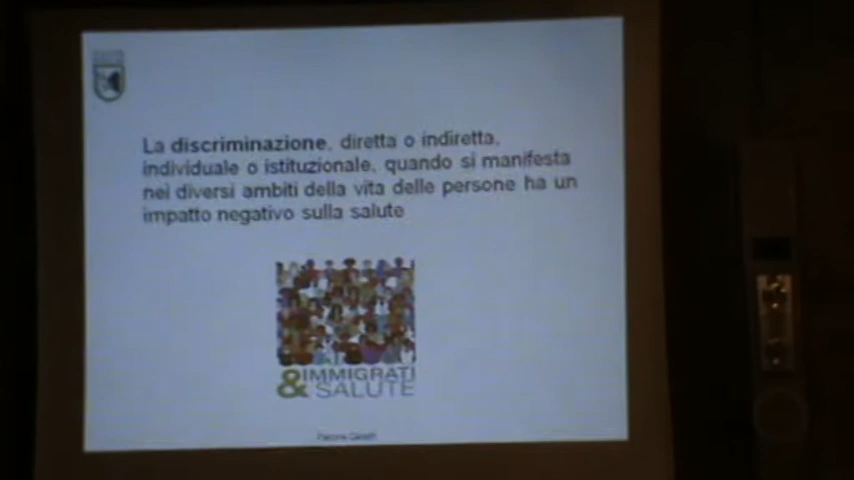 La discriminazione, diretta o indiretta,
individuale o istituzionale, quando si manifesta
nei diversi ambiti della vita delle persone ha un
impatto negativo sulla salute
& IMMIGRATI
SALUTE